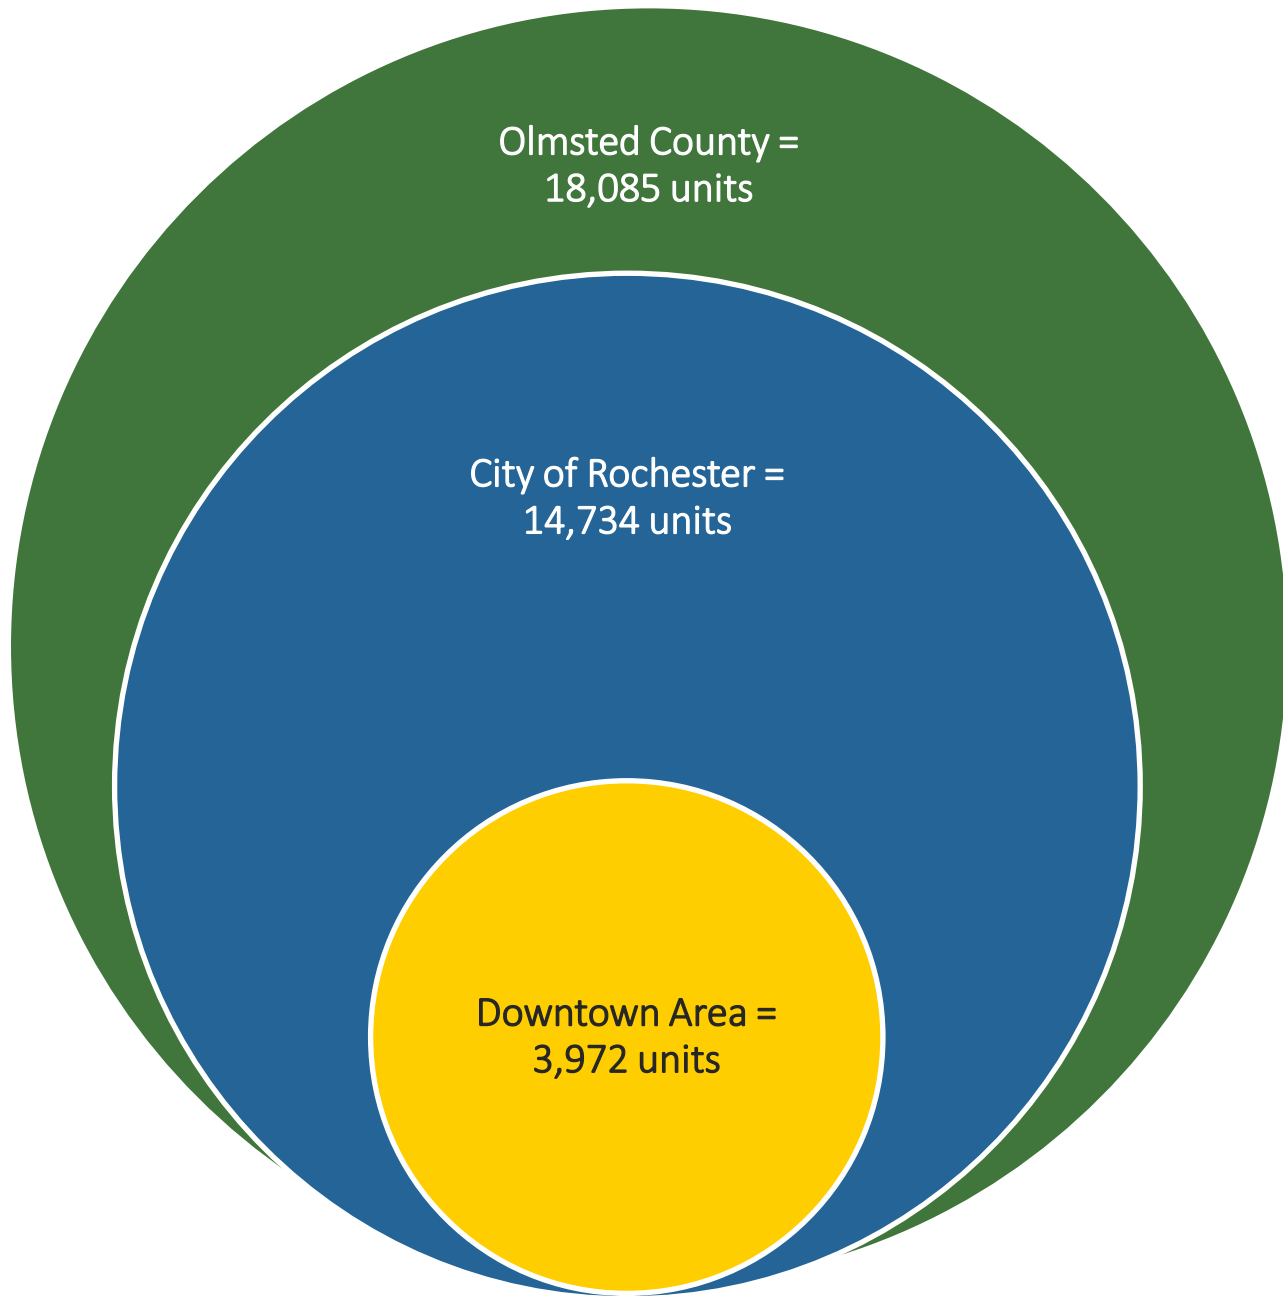 Olmsted County =
18,085 units
City of Rochester =
14,734 units
Downtown Area =
3,972 units